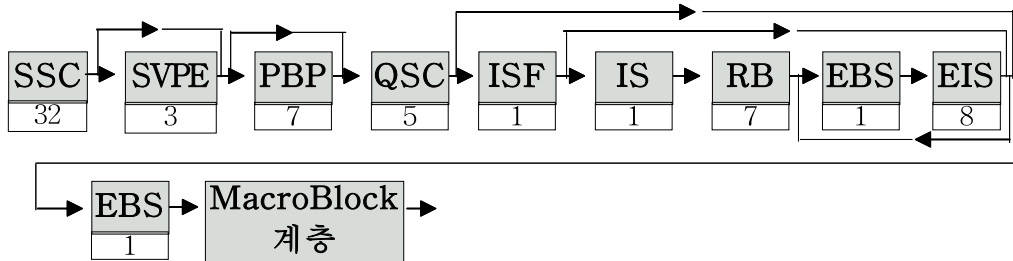 SSC SVPE PBP QSC ISF IS RB EBS EIS
32 3 7 5 1 1 7 1 8
EBS MacroBlock
계층
1